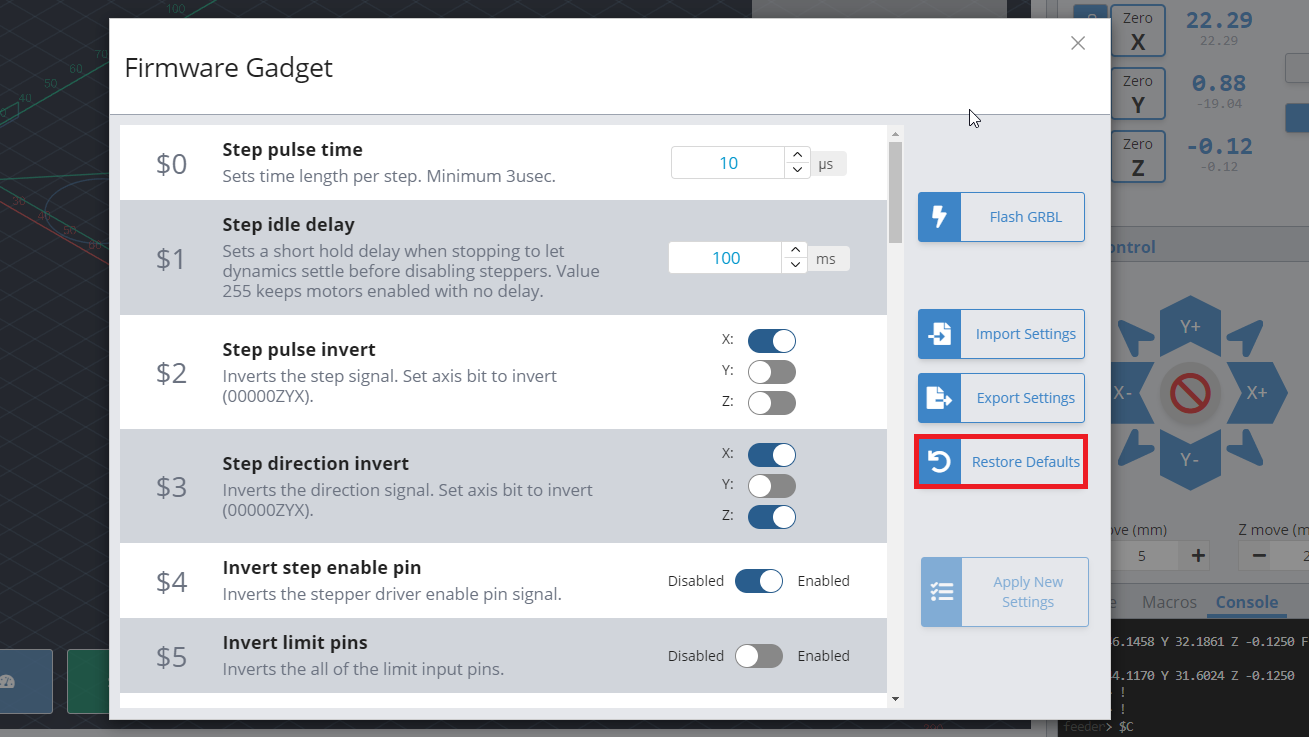 Firmware Gadget
$0
Step pulse time
Sets time length per step. Minimum 3usec.
10
µs
$1
Step idle delay
Sets a short hold delay when stopping to let
dynamics settle before disabling steppers. Value
255 keeps motors enabled with no delay.
100
ms
$2
Step pulse invert
Inverts the step signal. Set axis bit to invert
(00000ZYX).
X:
Y:
Z:
$3
Step direction invert
Inverts the direction signal. Set axis bit to invert
(00000ZYX).
X:
Y:
Z:
$4
Invert step enable pin
Inverts the stepper driver enable pin signal.
Disabled
Enabled
$5
Invert limit pins
Inverts the all of the limit input pins.
Disabled
Enabled
Flash GRBL
Import Settings
Export Settings
Restore Defaults
Apply New
Settings
100
70
60
50
40
Zero
X
22.29
22.29
Zero
Y
0.88
-19.04
Zero
Z
-0.12
-0.12
ontrol
Y+
X-
X+
Y-
ove (mm)
Z move (m
5
2
e
Macros
Console
6.1458 Y 32.1861 Z -0.1250 F
4.1170 Y 31.6024 Z -0.1250
!
!
feeder> $C